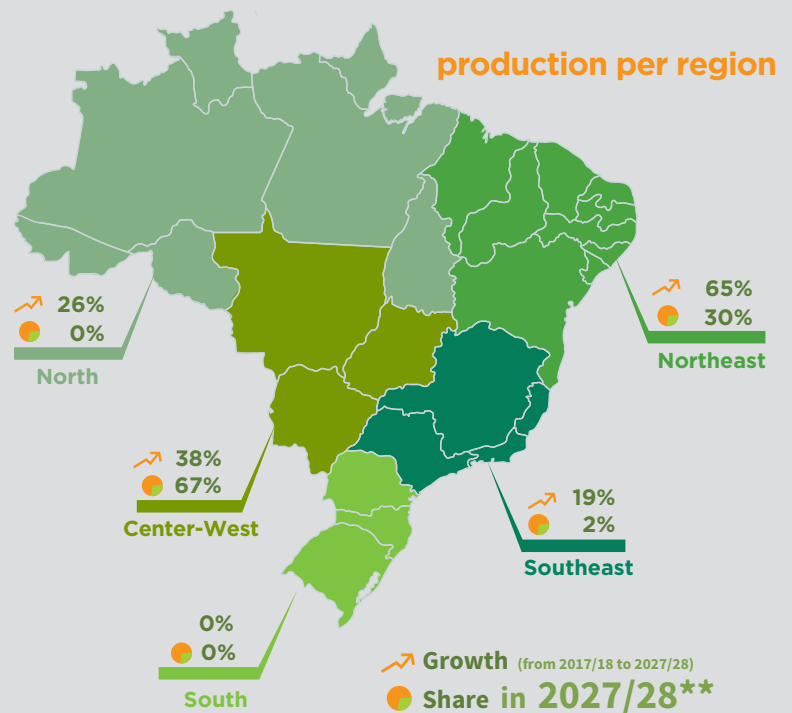 production per region
26%
0%
North
65%
30%
Northeast
38%
67%
Center-West
19%
2%
Southeast
0%
0%
South
Growth (from 2017/18 to 2027/28)
Share in 2027/28**